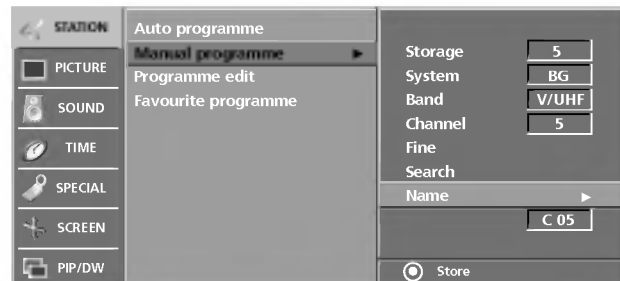 STATION
PICTURE
SOUND
TIME
SPECIAL
SCREEN
PIP/DW
Auto programme
Manual programme
Programme edit
Favourite programme
Storage 5
System BG
Band V/UHF
Channel 5
Fine
Search
Name
C 05
Store